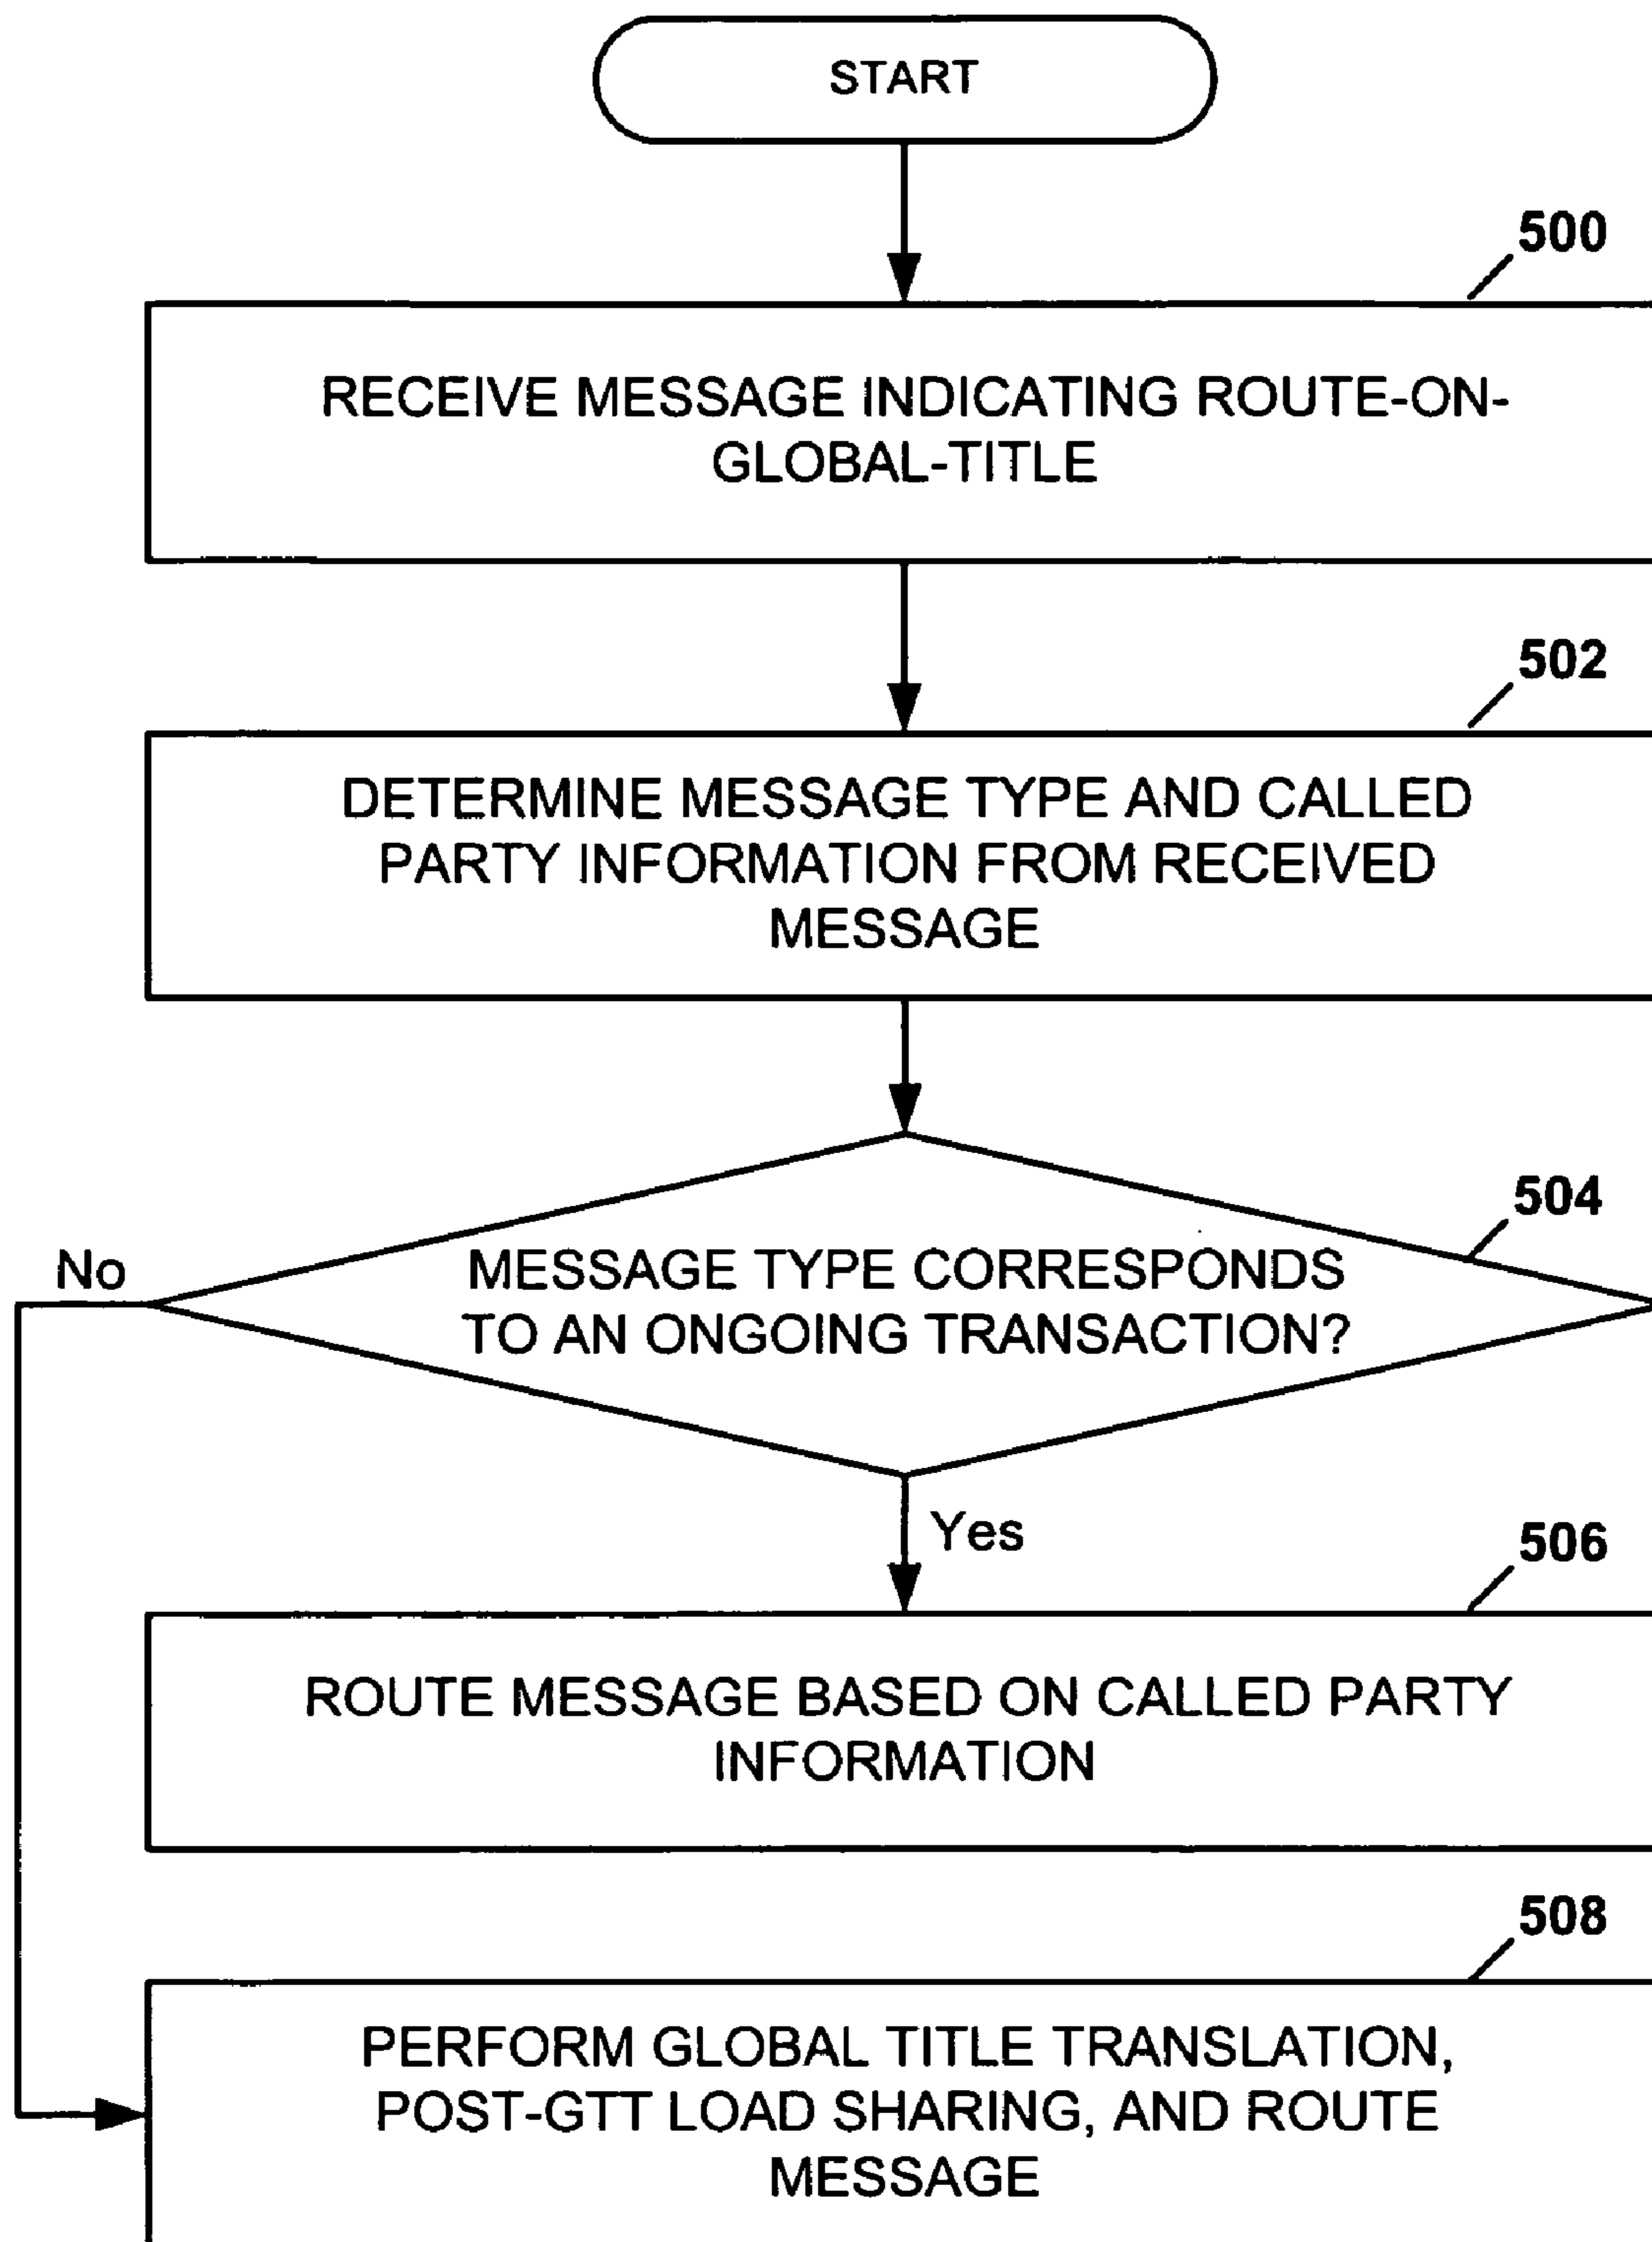 START
500
RECEIVE MESSAGE INDICATING ROUTE-ON-
GLOBAL-TITLE
502
DETERMINE MESSAGE TYPE AND CALLED
PARTY INFORMATION FROM RECEIVED
MESSAGE
504
No
MESSAGE TYPE CORRESPONDS
TO AN ONGOING TRANSACTION?
Yes
506
ROUTE MESSAGE BASED ON CALLED PARTY
INFORMATION
508
PERFORM GLOBAL TITLE TRANSLATION,
POST-GTT LOAD SHARING, AND ROUTE
MESSAGE